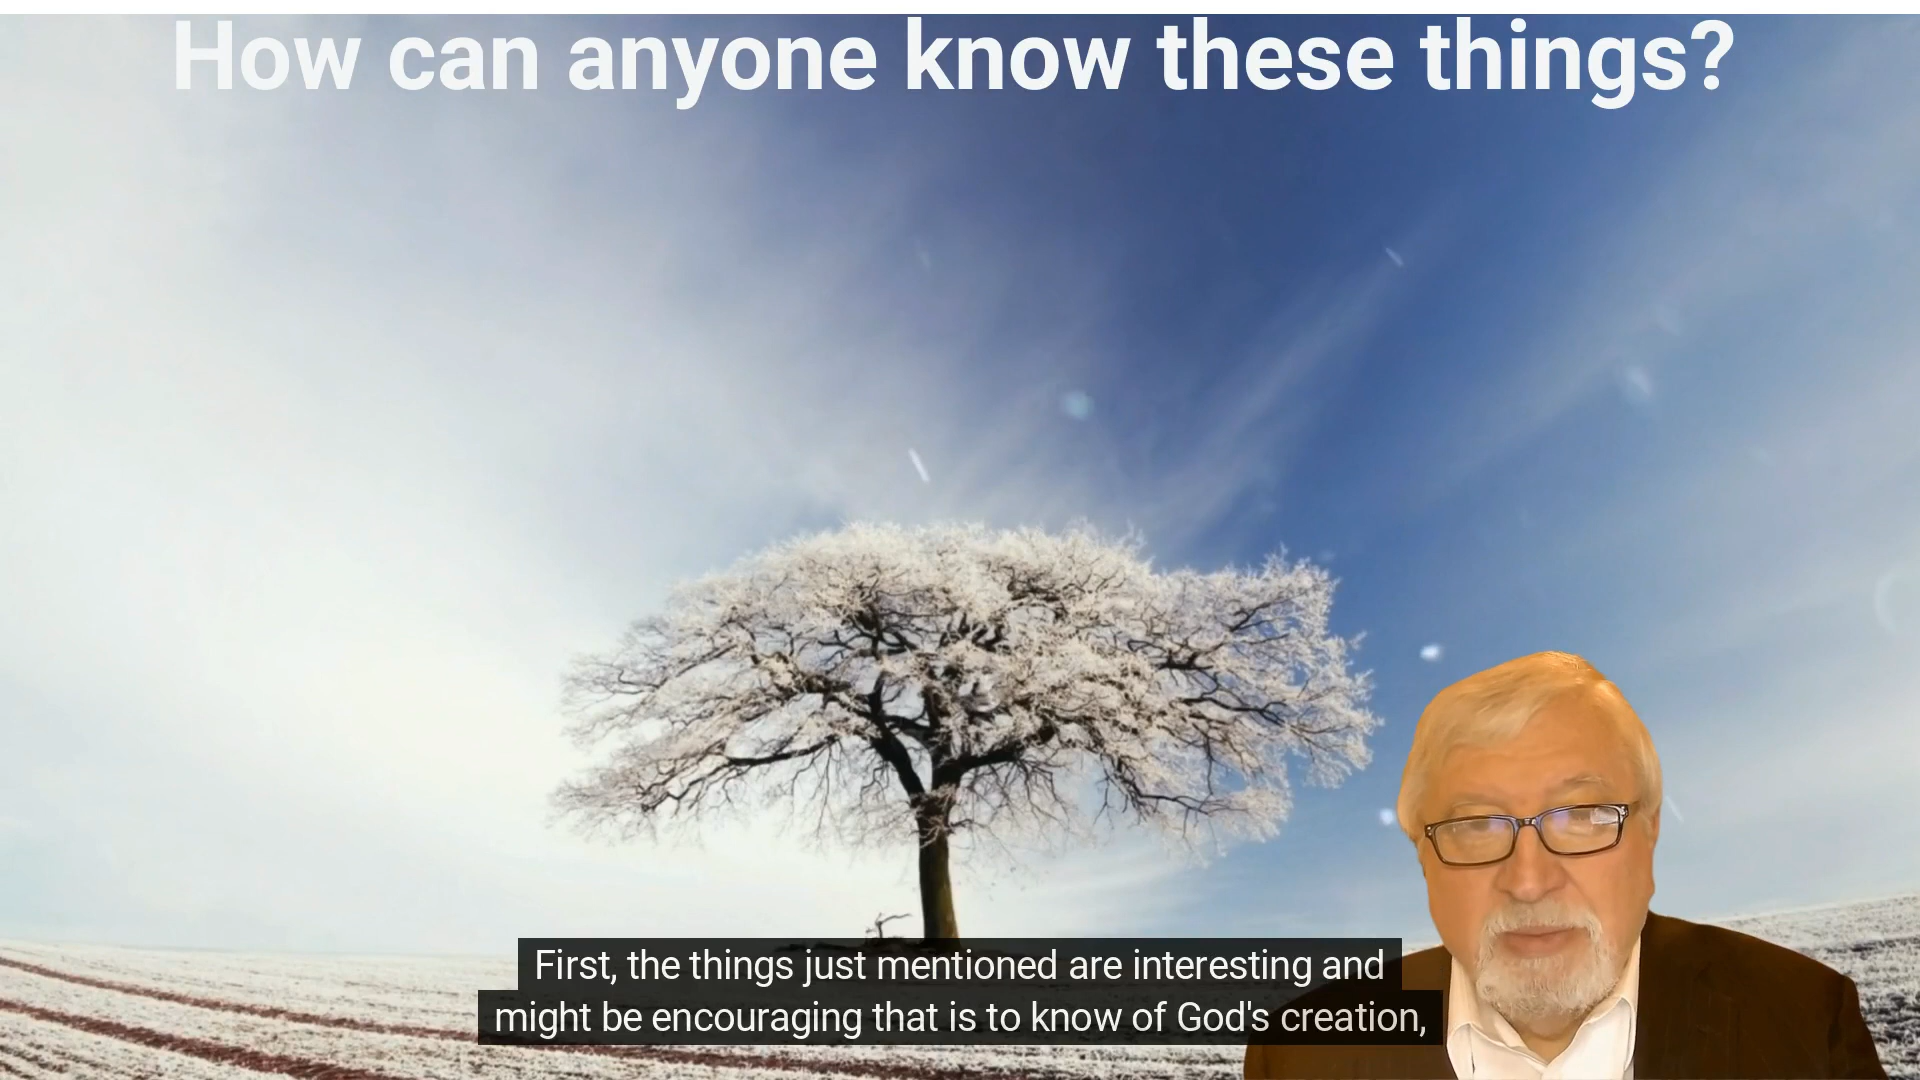 How can anyone know these things?
First, the things just mentioned are interesting and
might be encouraging that is to know of God's creation,